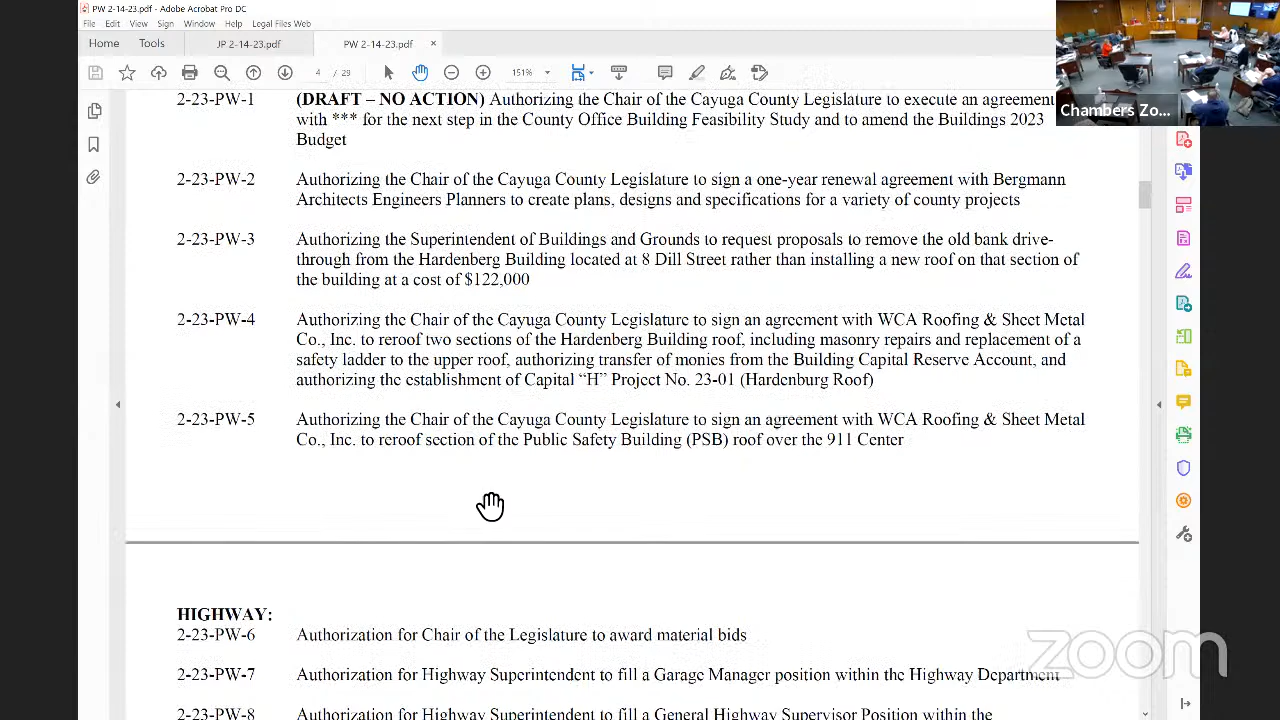 PW 2-14-23.pdf - Adobe Acrobat Pro DC
File Edit View Sign Window Help Legal Files Web
Home Tools JP 2-14-23.pdf PW 2-14-23.pdf ×
4 / 29 151%
Chambers Zo...
2-23-PW-1 (DRAFT – NO ACTION) Authorizing the Chair of the Cayuga County Legislature to execute an agreement
with *** for the next step in the County Office Building Feasibility Study and to amend the Buildings 2023
Budget
2-23-PW-2 Authorizing the Chair of the Cayuga County Legislature to sign a one-year renewal agreement with Bergmann
Architects Engineers Planners to create plans, designs and specifications for a variety of county projects
2-23-PW-3 Authorizing the Superintendent of Buildings and Grounds to request proposals to remove the old bank drive-
through from the Hardenberg Building located at 8 Dill Street rather than installing a new roof on that section of
the building at a cost of $122,000
2-23-PW-4 Authorizing the Chair of the Cayuga County Legislature to sign an agreement with WCA Roofing & Sheet Metal
Co., Inc. to reroof two sections of the Hardenberg Building roof, including masonry repairs and replacement of a
safety ladder to the upper roof, authorizing transfer of monies from the Building Capital Reserve Account, and
authorizing the establishment of Capital “H” Project No. 23-01 (Hardenburg Roof)
2-23-PW-5 Authorizing the Chair of the Cayuga County Legislature to sign an agreement with WCA Roofing & Sheet Metal
Co., Inc. to reroof section of the Public Safety Building (PSB) roof over the 911 Center
HIGHWAY:
2-23-PW-6 Authorization for Chair of the Legislature to award material bids
2-23-PW-7 Authorization for Highway Superintendent to fill a Garage Manager position within the Highway Department
2-23-PW-8 Authorization for Highway Superintendent to fill a General Highway Supervisor Position within the
zoom